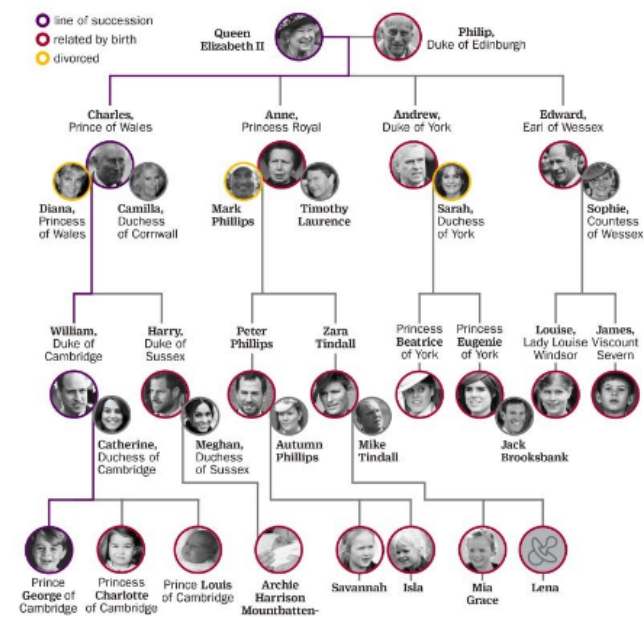 line of succession
related by birth
divorced
Queen
Elizabeth II
Philip,
Duke of Edinburgh
Charles,
Prince of Wales
Anne,
Princess Royal
Andrew,
Duke of York
Edward,
Earl of Wessex
Diana,
Princess
of Wales
Camilla,
Duchess
of Cornwall
Mark
Phillips
Timothy
Laurence
Sarah,
Duchess
of York
Sophie,
Countess
of Wessex
William,
Duke of
Cambridge
Harry,
Duke of
Sussex
Peter
Phillips
Zara
Tindall
Princess
Beatrice
of York
Princess
Eugenie
of York
Louise,
Lady Louise
Windsor
James,
Viscount
Severn
Catherine,
Duchess of
Cambridge
Meghan,
Duchess
of Sussex
Autumn
Phillips
Mike
Tindall
Jack
Brooksbank
Prince
George of
Cambridge
Princess
Charlotte
of Cambridge
Prince Louis
of Cambridge
Archie
Harrison
Mountbatten-
Savannah
Isla
Mia
Grace
Lena